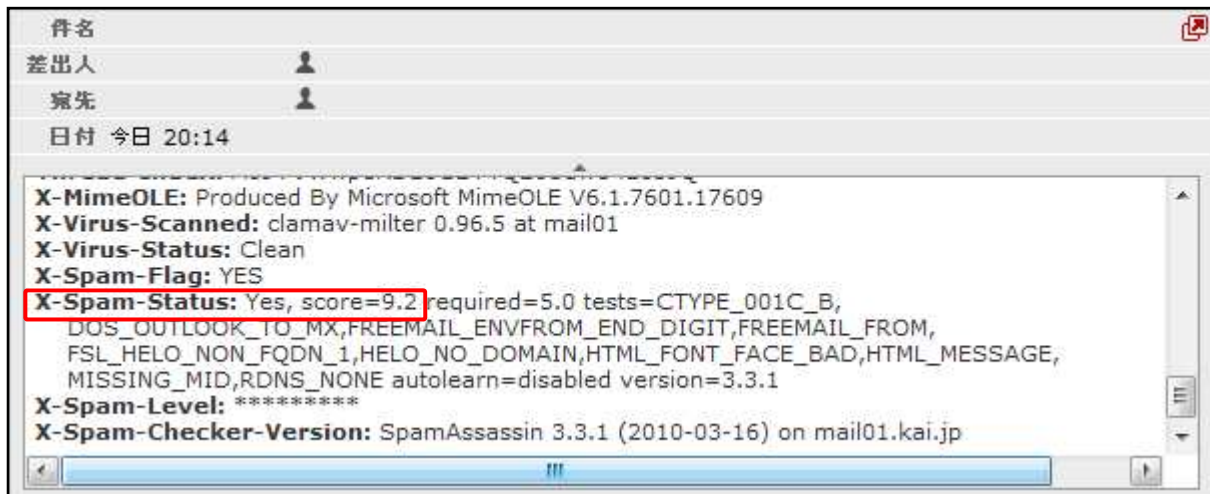 件名
差出人
宛先
日付 今日 20:14
X-MimeOLE: Produced By Microsoft MimeOLE V6.1.7601.17609
X-Virus-Scanned: clamav-milter 0.96.5 at mail01
X-Virus-Status: Clean
X-Spam-Flag: YES
X-Spam-Status: Yes, score=9.2 required=5.0 tests=CTYPE_001C_B,
DOS_OUTLOOK_TO_MX,FREEMAIL_ENVFROM_END_DIGIT,FREEMAIL_FROM,
FSL_HELO_NON_FQDN_1,HELO_NO_DOMAIN,HTML_FONT_FACE_BAD,HTML_MESSAGE,
MISSING_MID,RDNS_NONE autolearn=disabled version=3.3.1
X-Spam-Level: *********
X-Spam-Checker-Version: SpamAssassin 3.3.1 (2010-03-16) on mail01.kai.jp